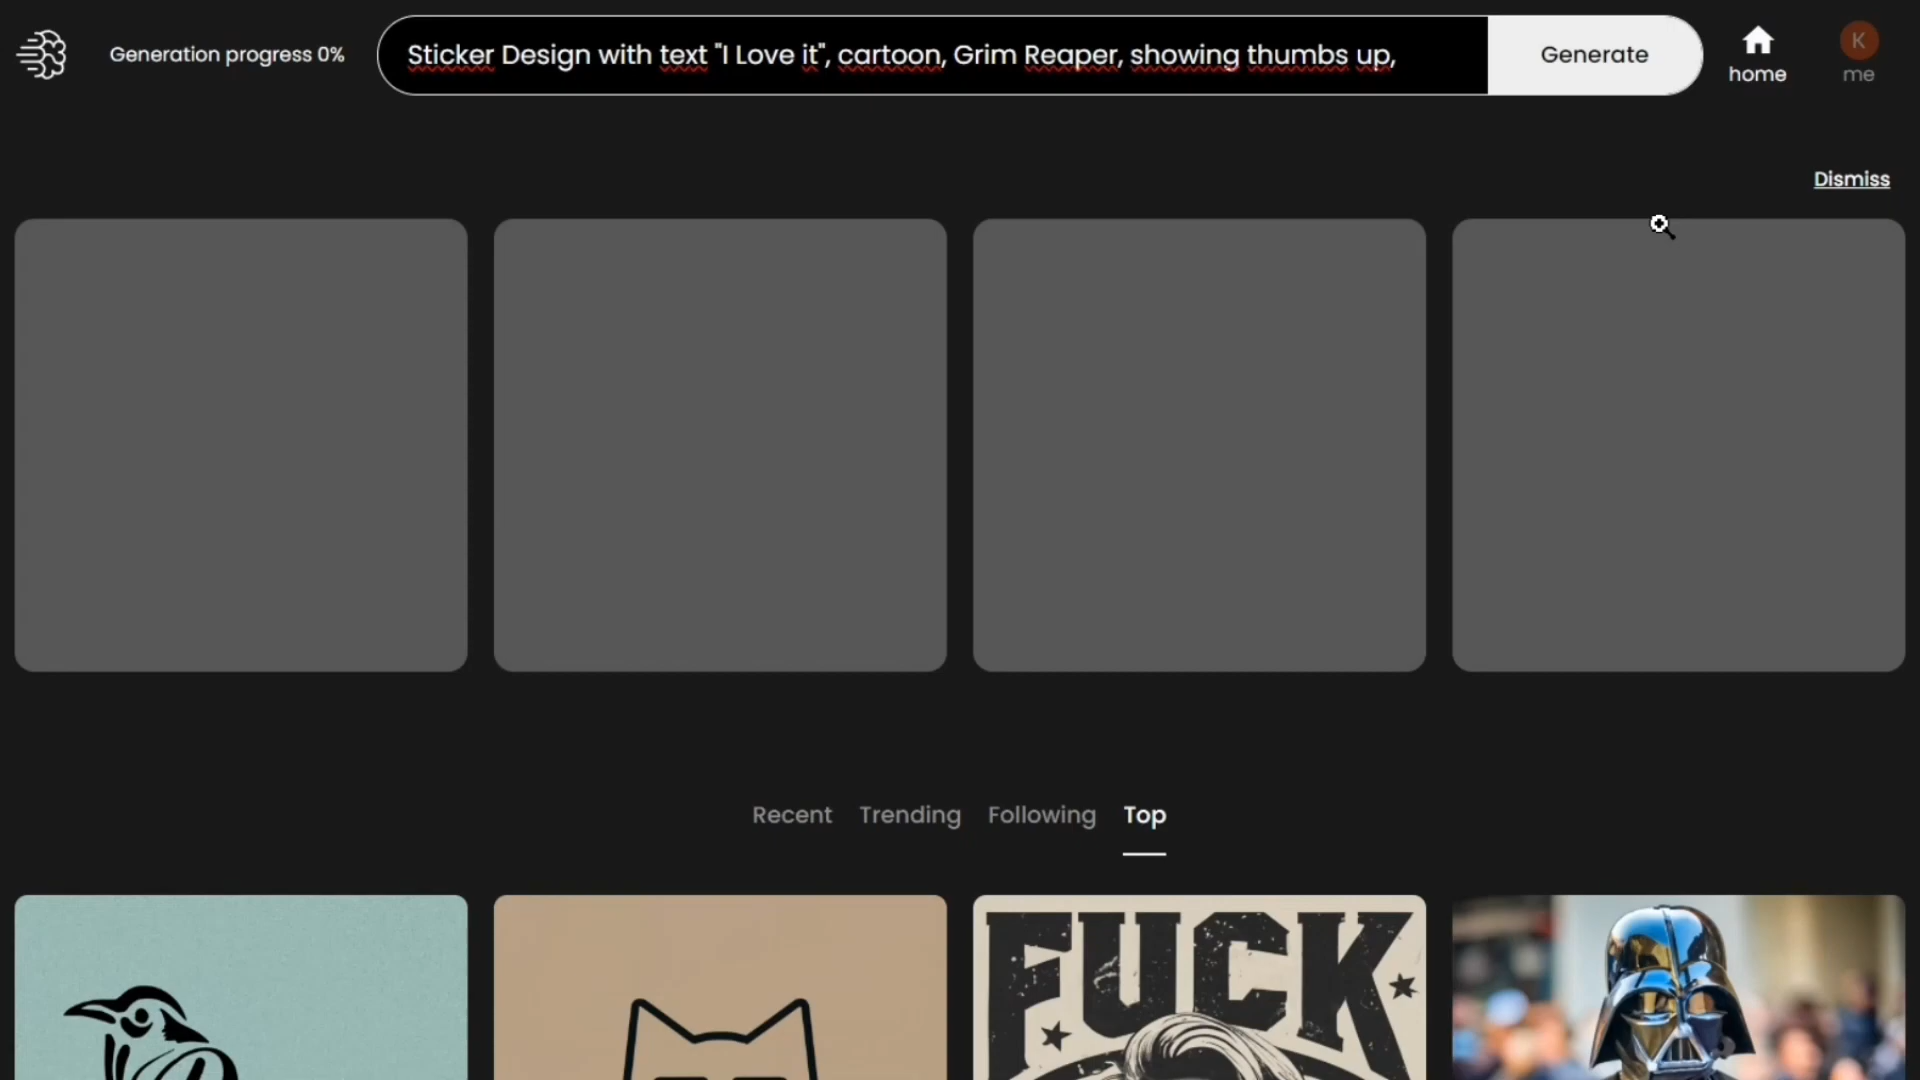 Generation progress 0%
Sticker Design with text "I Love it", cartoon, Grim Reaper, showing thumbs up,
Generate
home
K
me
Dismiss
Recent Trending Following Top
FUCK